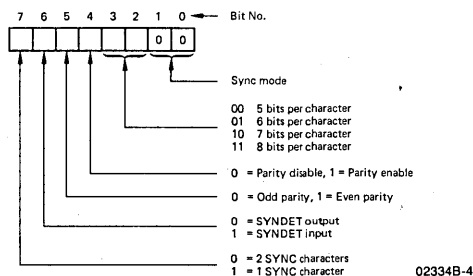 7 6 5 4 3 2 1 0 Bit No.
0 0
Sync mode
00 5 bits per character
01 6 bits per character
10 7 bits per character
11 8 bits per character
0 = Parity disable, 1 = Parity enable
0 = Odd parity, 1 = Even parity
0 = SYNDET output
1 = SYNDET input
0 = 2 SYNC characters
1 = 1 SYNC character
02334B-4